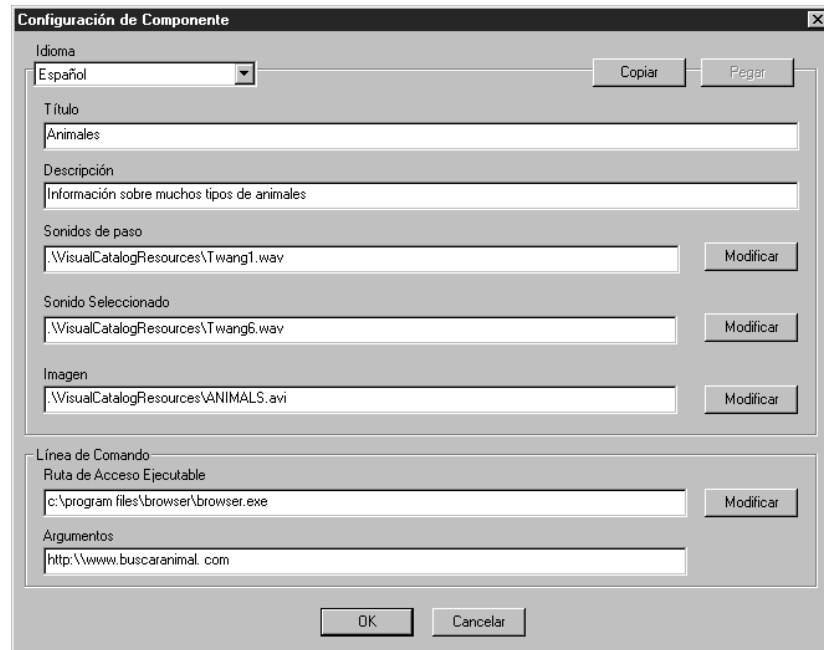 Configuración de Componente
Idioma
Español
Copiar
Pegar
Título
Animales
Descripción
Información sobre muchos tipos de animales
Sonidos de paso
.\VisualCatalogResources\Twang1.wav
Modificar
Sonido Seleccionado
.\VisualCatalogResources\Twang6.wav
Modificar
Imagen
.\VisualCatalogResources\ANIMALS.avi
Modificar
Línea de Comando
Ruta de Acceso Ejecutable
c:\program files\browser\browser.exe
Modificar
Argumentos
http:\\www.buscaranimal. com
OK
Cancelar